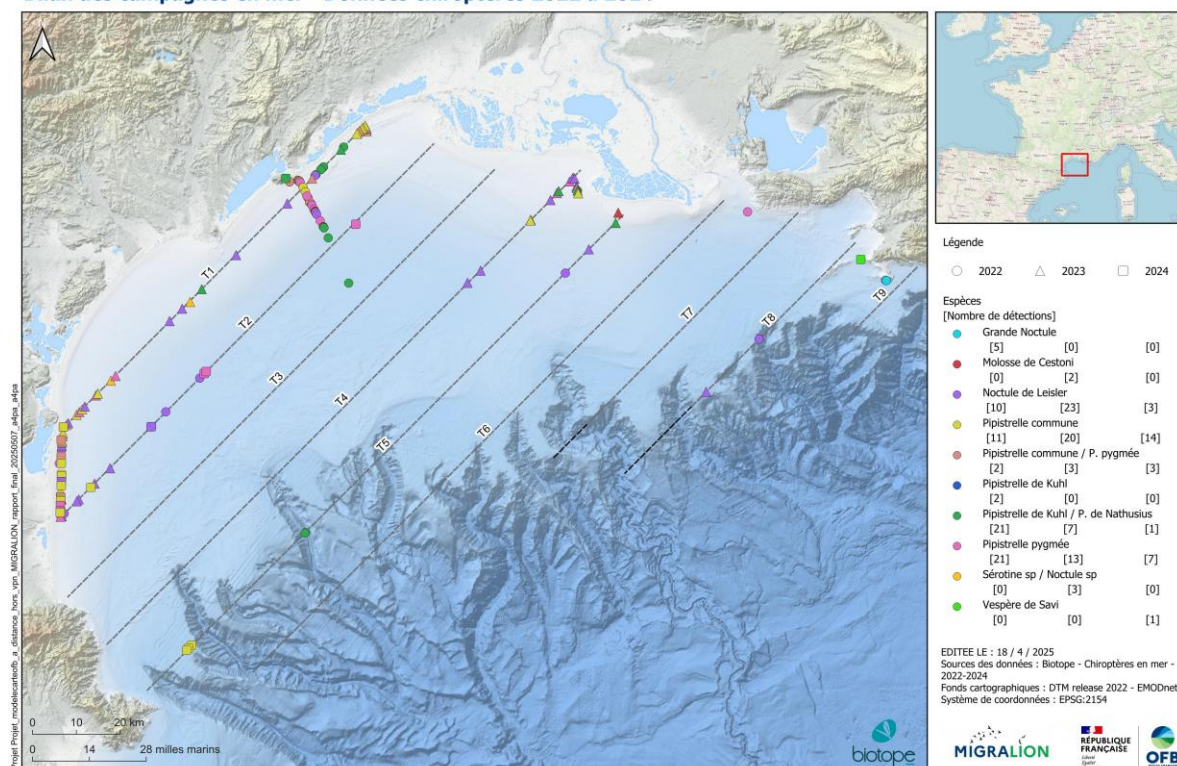 Bilan des campagnes en mer - Données chiroptères 2022 à 2024
T1
T2
T3
T4
T5
T6
T7
T8
T9
0 10 20 km
0 14 28 milles marins
Projet Projet_modelecarteofb_a_distance_hors_vpn_MIGRALION_rapport_final_20250507_a4pa_a4pa
biotope
Légende
2022 2023 2024
Espèces
[Nombre de détections]
Grande Noctule
[5] [0] [0]
Molosse de Cestoni
[0] [2] [0]
Noctule de Leisler
[10] [23] [3]
Pipistrelle commune
[11] [20] [14]
Pipistrelle commune / P. pygmée
[2] [3] [3]
Pipistrelle de Kuhl
[2] [0] [0]
Pipistrelle de Kuhl / P. de Nathusius
[21] [7] [1]
Pipistrelle pygmée
[21] [13] [7]
Sérotine sp / Noctule sp
[0] [3] [0]
Vespère de Savi
[0] [0] [1]
EDITEE LE : 18 / 4 / 2025
Sources des données : Biotope - Chiroptères en mer -
2022-2024
Fonds cartographiques : DTM release 2022 - EMODnet
Système de coordonnées : EPSG:2154
MIGRALION
RÉPUBLIQUE
FRANÇAISE
Liberté
Égalité
OFB